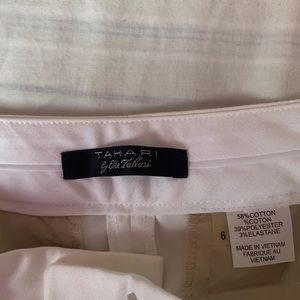 TAHARI
by Elie Tahari
58%COTTON
%COTON
39%POLYESTER
3%ELASTANE
6
MADE IN VIETNAM
FABRIQUE AU
VIETNAM